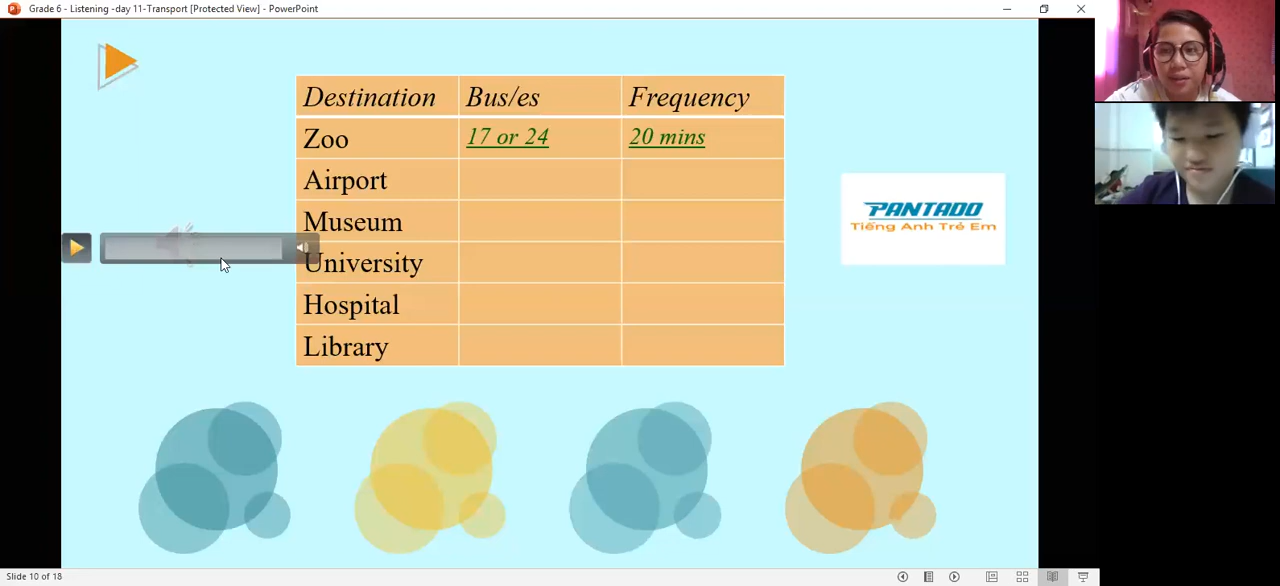 Grade 6 - Listening -day 11-Transport [Protected View] - PowerPoint
Destination Bus/es Frequency
Zoo 17 or 24 20 mins
Airport
Museum
University
Hospital
Library
PANTADO
Tiếng Anh Trẻ Em
Slide 10 of 18